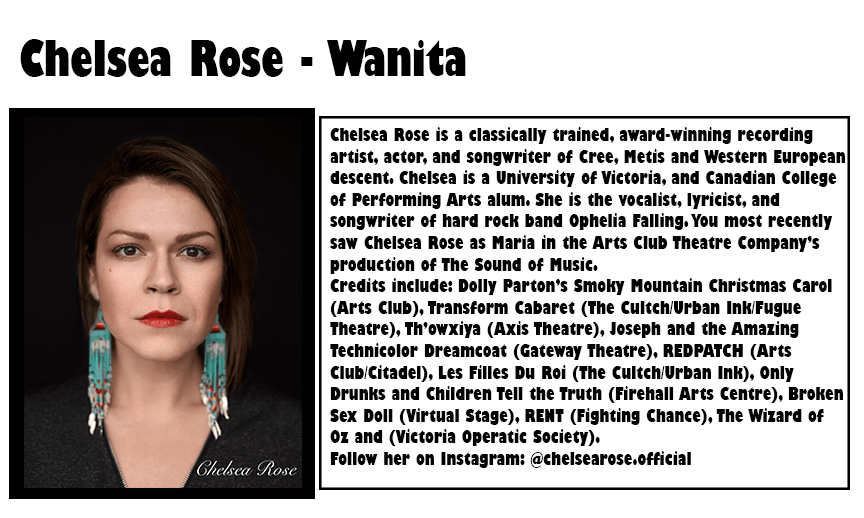 Chelsea Rose - Wanita
Chelsea Rose is a classically trained, award-winning recording
artist, actor, and songwriter of Cree, Metis and Western European
descent. Chelsea is a University of Victoria, and Canadian College
of Performing Arts alum. She is the vocalist, lyricist, and
songwriter of hard rock band Ophelia Falling. You most recently
saw Chelsea Rose as Maria in the Arts Club Theatre Company's
production of The Sound of Music.
Credits include: Dolly Parton's Smoky Mountain Christmas Carol
(Arts Club), Transform Cabaret (The Cultch/Urban Ink/Fugue
Theatre), Th'owxiya (Axis Theatre), Joseph and the Amazing
Technicolor Dreamcoat (Gateway Theatre), REDPATCH (Arts
Club/Citadel), Les Filles Du Roi (The Cultch/Urban Ink), Only
Drunks and Children Tell the Truth (Firehall Arts Centre), Broken
Sex Doll (Virtual Stage), RENT (Fighting Chance), The Wizard of
Oz and (Victoria Operatic Society).
Follow her on Instagram: @chelsearose.official
Chelsea Rose